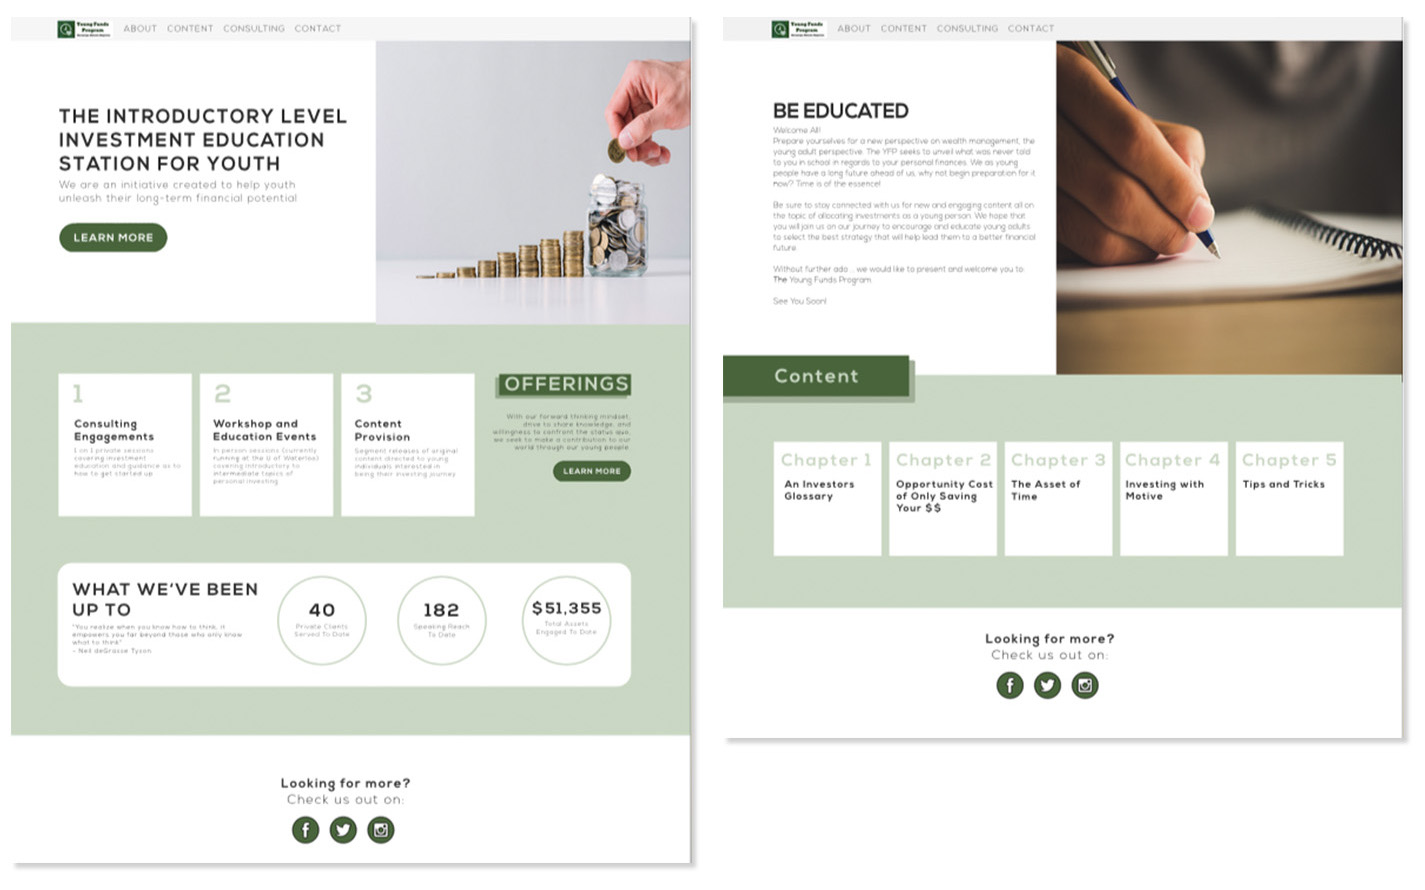 Young Funds
Program
ABOUT CONTENT CONSULTING CONTACT
THE INTRODUCTORY LEVEL
INVESTMENT EDUCATION
STATION FOR YOUTH
We are an initiative created to help youth
unleash their long-term financial potential
LEARN MORE
1
Consulting
Engagements
1 on 1 private sessions
covering investment
education and guidance as to
how to get started up
2
Workshop and
Education Events
In person sessions (currently
running at the U of Waterloo)
covering introductory to
intermediate topics of
personal investing
3
Content
Provision
Segment releases of original
content directed to young
individuals interested in
being their investing journey
OFFERINGS
With our forward thinking mindset,
drive to share knowledge, and
willingness to confront the status quo,
we seek to make a contribution to our
world through our young people.
LEARN MORE
WHAT WE'VE BEEN
UP TO
"You realize when you know how to think, it
empowers you far beyond those who only know
what to think"
- Neil deGrasse Tyson
40
Private Clients
Served To Date
182
Speaking Reach
To Date
$51,355
Total Assets
Engaged To Date
Looking for more?
Check us out on:
Young Funds
Program
ABOUT CONTENT CONSULTING CONTACT
BE EDUCATED
Welcome All!
Prepare yourselves for a new perspective on wealth management, the
young adult perspective. The YFP seeks to unveil what was never told
to you in school in regards to your personal finances. We as young
people have a long future ahead of us, why not begin preparation for it
now? Time is of the essence!
Be sure to stay connected with us for new and engaging content all on
the topic of allocating investments as a young person. We hope that
you will join us on our journey to encourage and educate young adults
to select the best strategy that will help lead them to a better financial
future.
Without further ado... we would like to present and welcome you to:
The Young Funds Program
See You Soon!
Content
Chapter 1
An Investors
Glossary
Chapter 2
Opportunity Cost
of Only Saving
Your $$
Chapter 3
The Asset of
Time
Chapter 4
Investing with
Motive
Chapter 5
Tips and Tricks
Looking for more?
Check us out on: